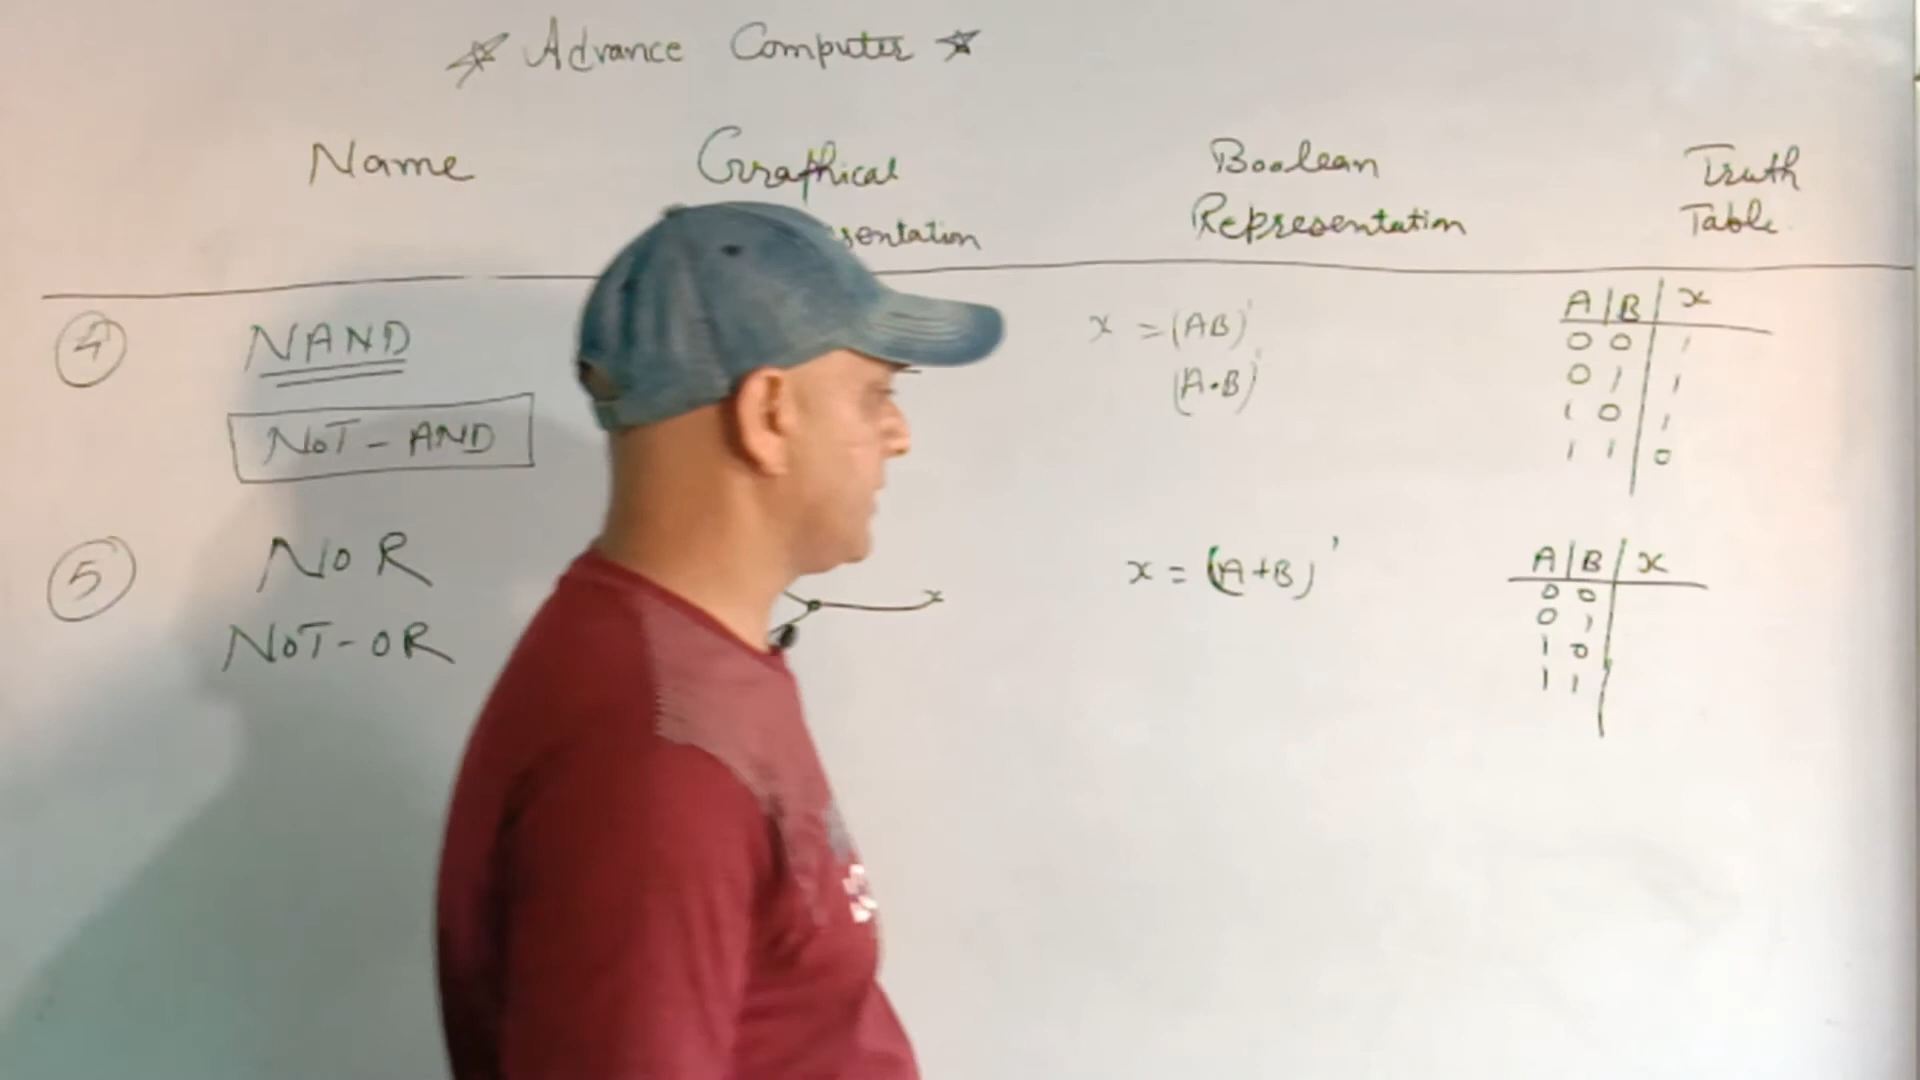 Advance Computer
Name Graphical Boolean Truth
sentation Representation Table
4 NAND x = (AB)' A B x
(A.B)' 0 0 1
0 1 1
NOT - AND 1 0 1
1 1 0
5 NOR x = (A+B)' A B x
0 0
0 1
NOT-OR x 1 0
1 1